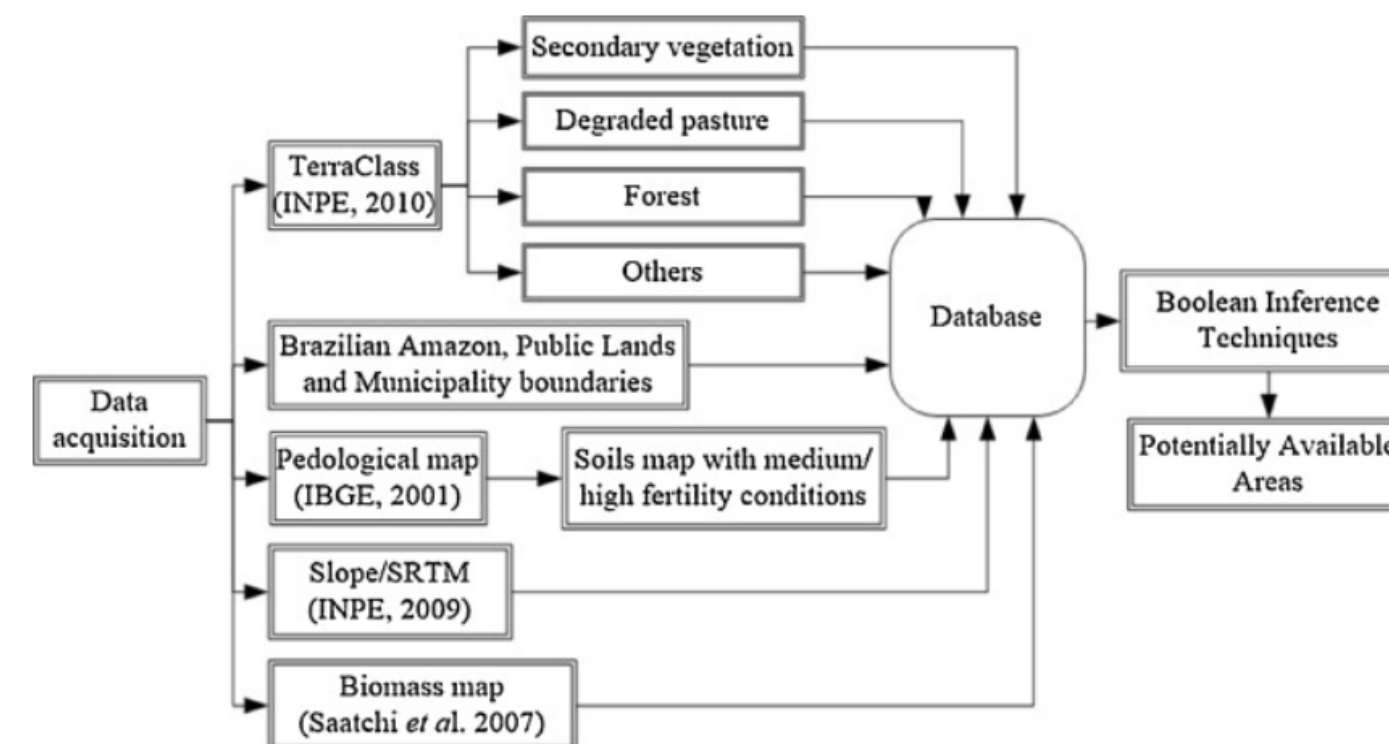 Secondary vegetation
Degraded pasture
TerraClass
(INPE, 2010)
Forest
Others
Database
Boolean Inference
Techniques
Brazilian Amazon, Public Lands
and Municipality boundaries
Data
acquisition
Pedological map
(IBGE, 2001)
Soils map with medium/
high fertility conditions
Potentially Available
Areas
Slope/SRTM
(INPE, 2009)
Biomass map
(Saatchi et al. 2007)